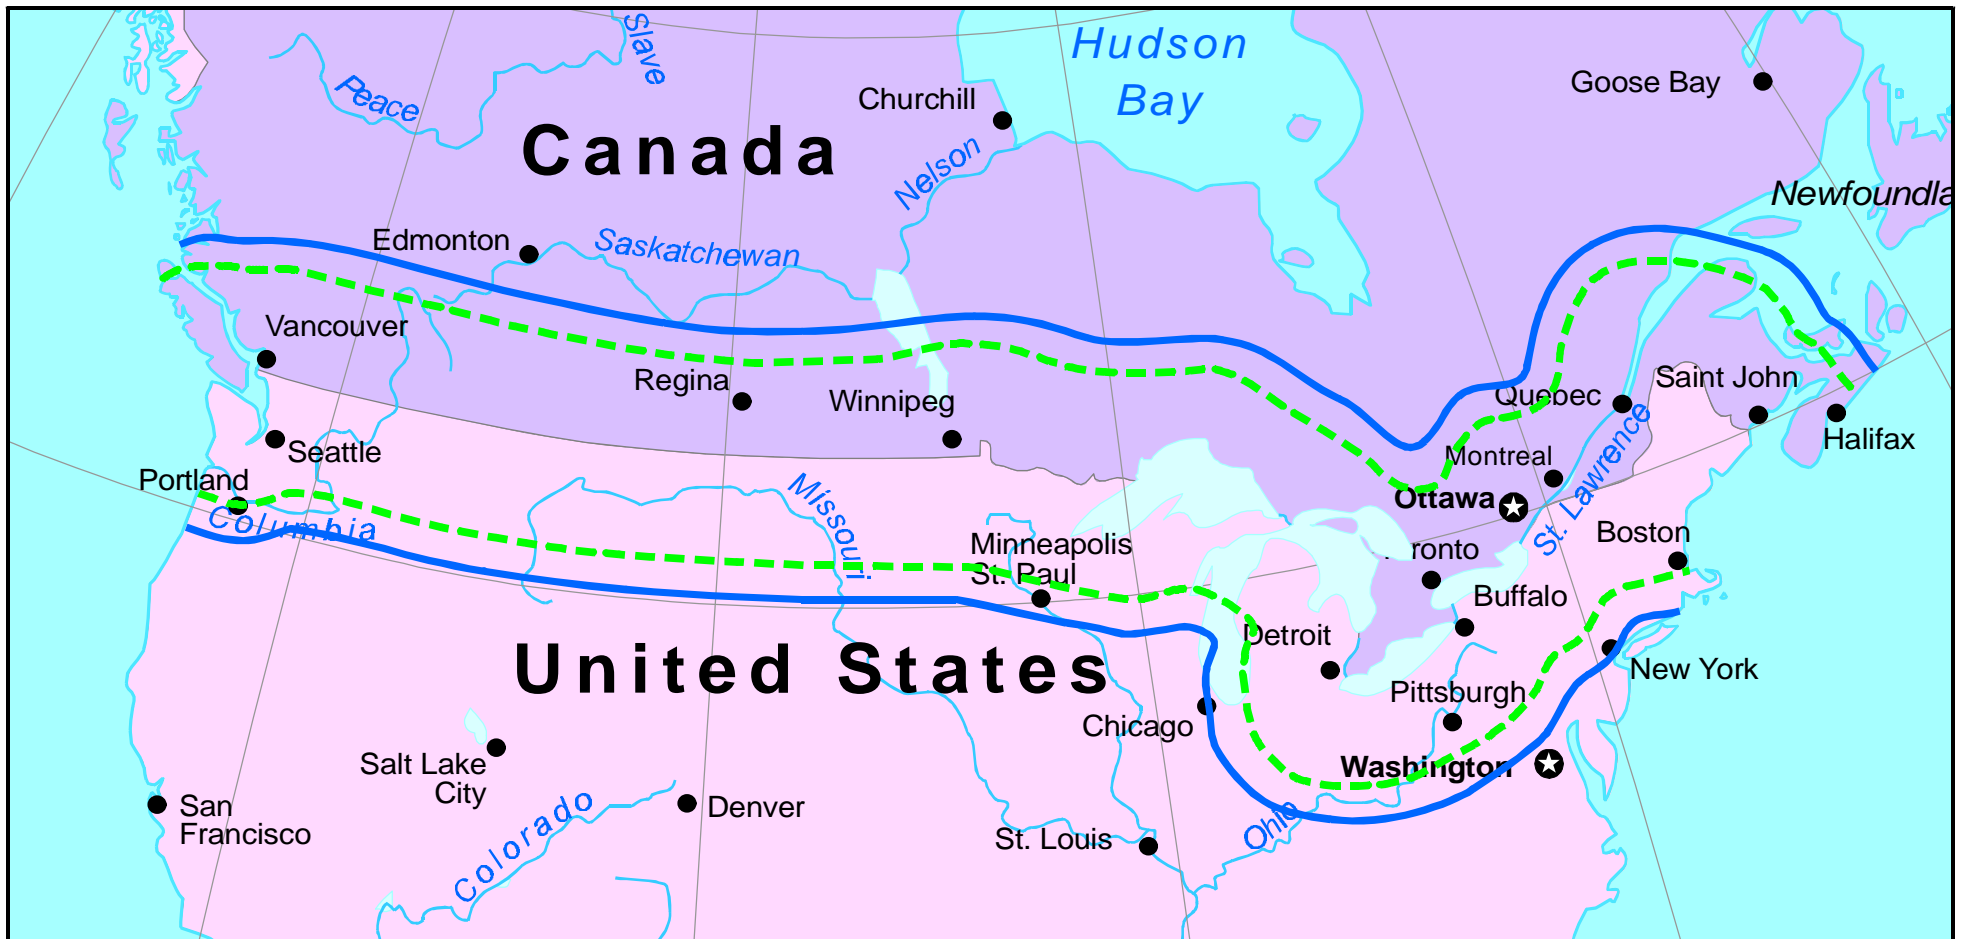 Slave
Hudson
Bay
Peace
Churchill
Goose Bay
Canada
Nelson
Newfoundla
Edmonton
Saskatchewan
Vancouver
Regina
Winnipeg
Quebec
Saint John
Halifax
Seattle
Montreal
St. Lawrence
Portland
Columbia
Missouri
Ottawa
Boston
Minneapolis
St. Paul
ronto
Buffalo
Detroit
United States
New York
Pittsburgh
Chicago
Washington
Salt Lake
City
San
Francisco
Colorado
Denver
St. Louis
Ohio